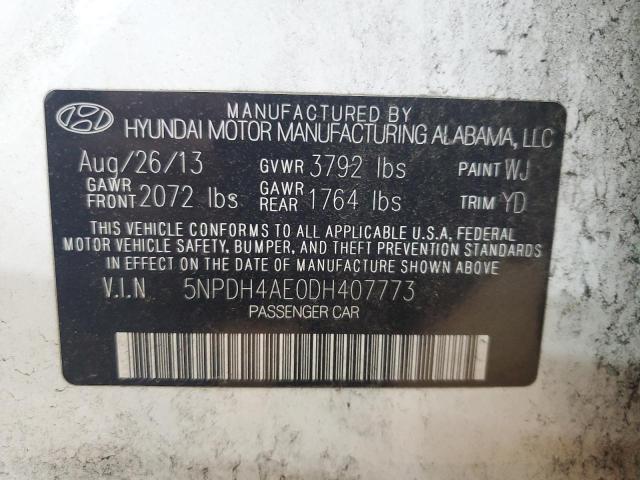 MANUFACTURED BY
HYUNDAI MOTOR MANUFACTURING ALABAMA, LLC
Aug/26/13 GVWR 3792 lbs PAINT WJ
GAWR FRONT 2072 lbs GAWR REAR 1764 lbs TRIM YD
THIS VEHICLE CONFORMS TO ALL APPLICABLE U.S.A. FEDERAL
MOTOR VEHICLE SAFETY, BUMPER, AND THEFT PREVENTION STANDARDS
IN EFFECT ON THE DATE OF MANUFACTURE SHOWN ABOVE
V.I.N 5NPDH4AE0DH407773
PASSENGER CAR